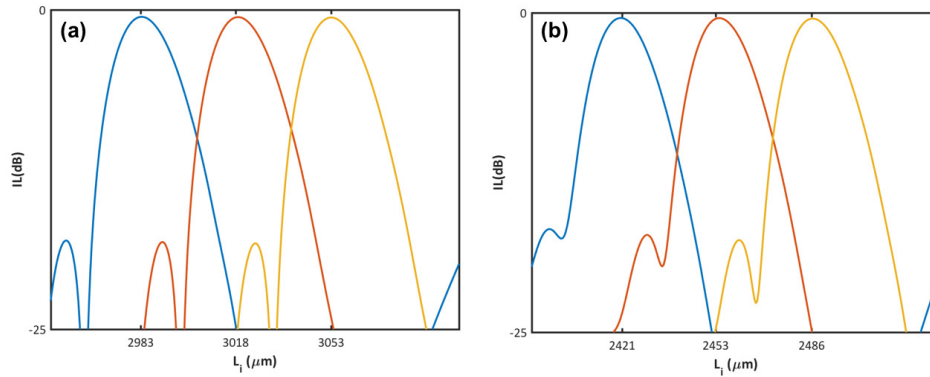 (a)
0
IL(dB)
-25
2983 3018 3053
L_i (μm)
(b)
0
IL(dB)
-25
2421 2453 2486
L_i (μm)